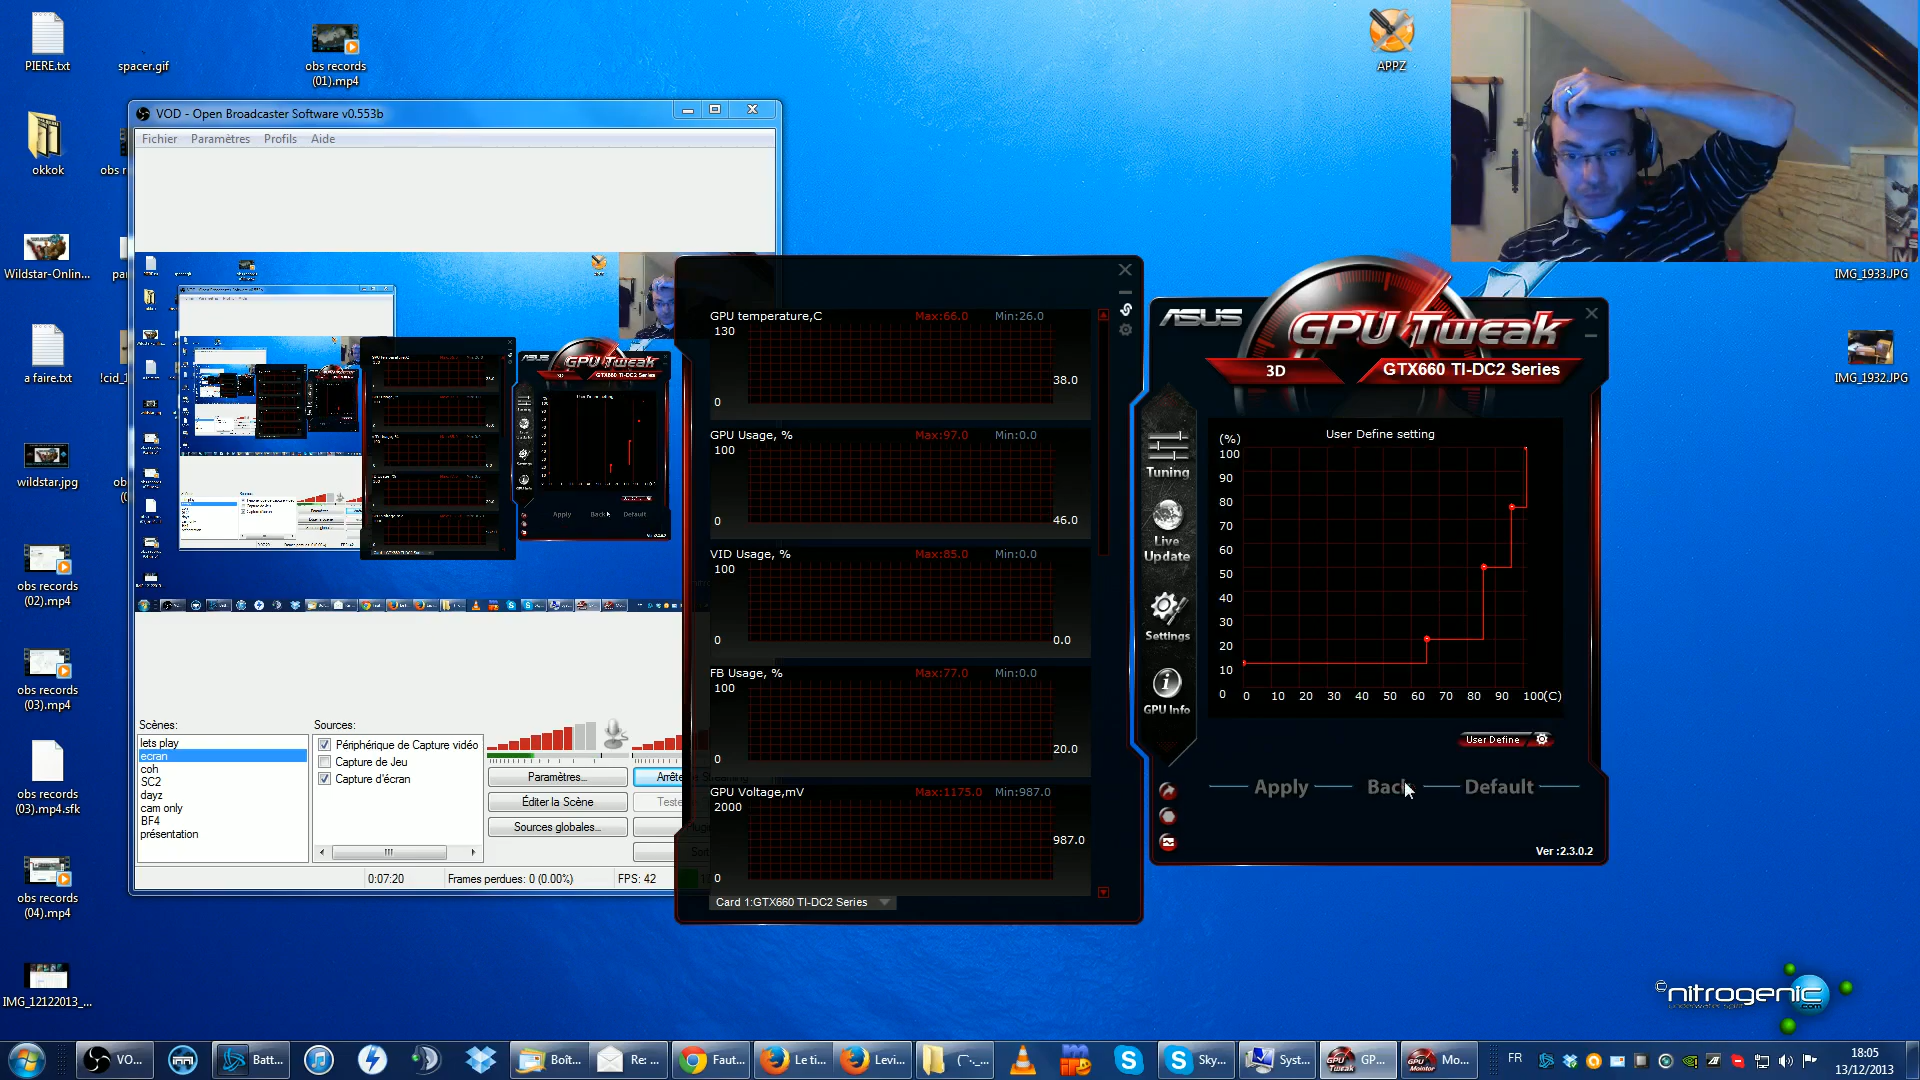 PIERE.txt
spacer.gif
obs records
(01).mp4
APPZ
okkok
obs r
Wildstar-Onlin...
par
a faire.txt
!cid_1
wildstar.jpg
ob
obs records
(02).mp4
obs records
(03).mp4
obs records
(03).mp4.sfk
obs records
(04).mp4
IMG_12122013_...
IMG_1933.JPG
IMG_1932.JPG
VOD - Open Broadcaster Software v0.553b
Fichier Paramètres Profils Aide
Scènes:
lets play
ecran
coh
SC2
dayz
cam only
BF4
présentation
Sources:
Périphérique de Capture vidéo
Capture de Jeu
Capture d'écran
Paramètres...
Éditer la Scène
Sources globales...
0:07:20 Frames perdues: 0 (0.00%) FPS: 42
GPU temperature,C Max:66.0 Min:26.0
130
38.0
0
GPU Usage, % Max:97.0 Min:0.0
100
0
46.0
VID Usage, % Max:85.0 Min:0.0
100
0
0.0
FB Usage, % Max:77.0 Min:0.0
100
20.0
0
GPU Voltage,mV Max:1175.0 Min:987.0
2000
987.0
0
Card 1:GTX660 TI-DC2 Series
ASUS
GPU Tweak
3D
GTX660 TI-DC2 Series
Tuning
Live
Update
Settings
GPU Info
User Define setting
(%)
100
90
80
70
60
50
40
30
20
10
0
0 10 20 30 40 50 60 70 80 90 100(C)
User Define
Apply Back Default
Ver :2.3.0.2
©nitrogenic
.com
VO... Batt... Boît... Re: ... Faut... Le ti... Levi... Sky... Syst... GP... Mo...
FR
18:05
13/12/2013